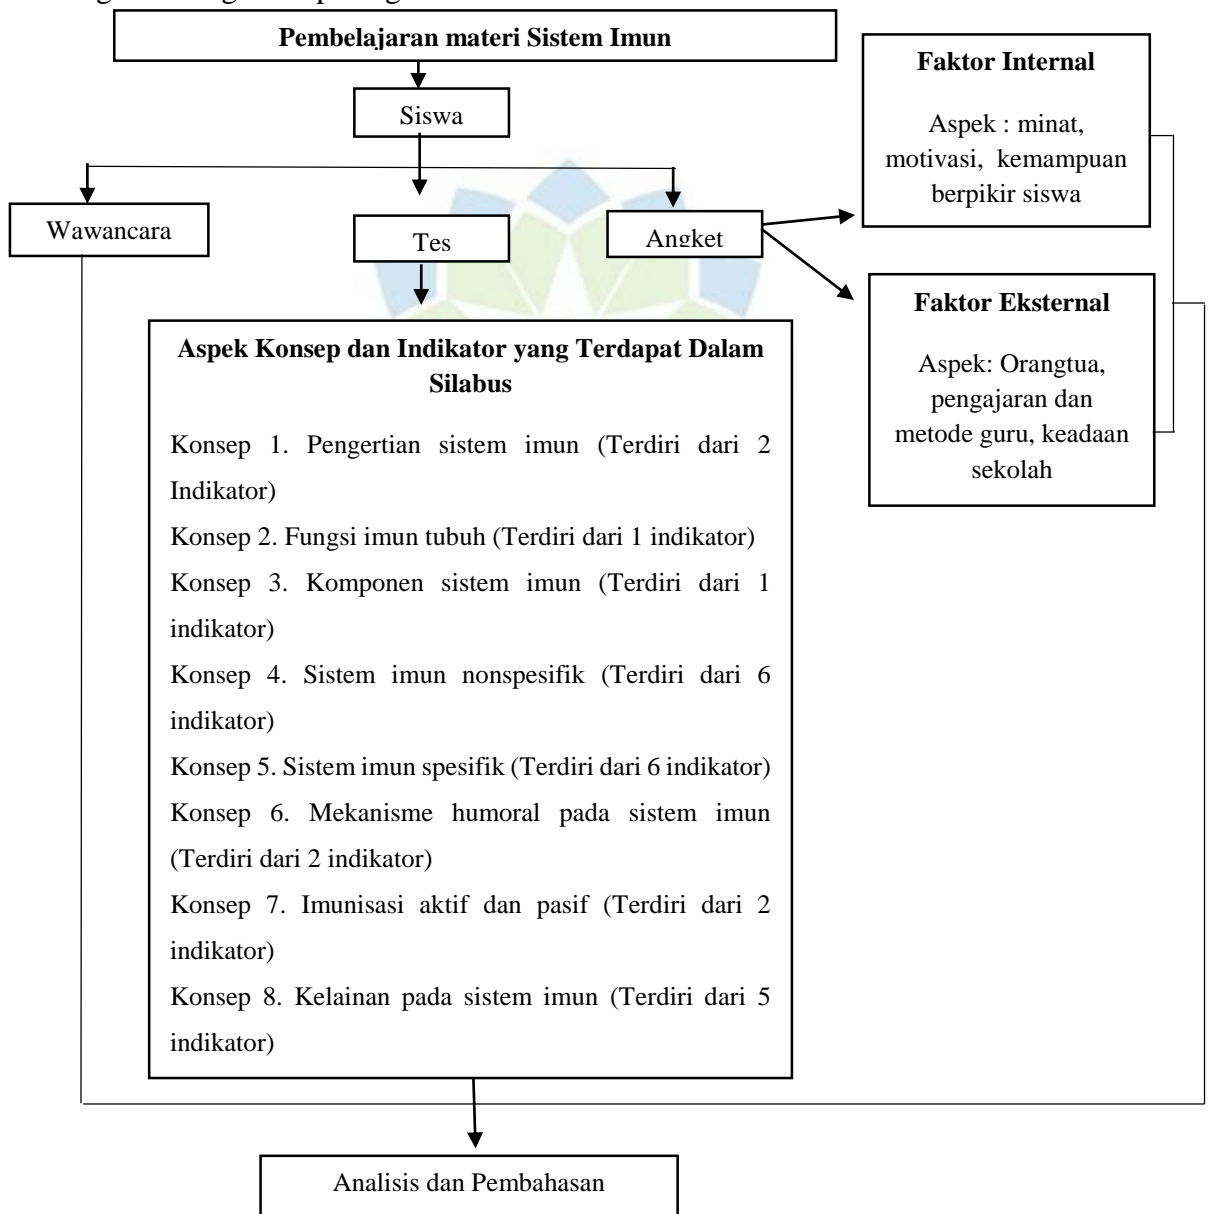 Pembelajaran materi Sistem Imun
Siswa
Wawancara
Tes
Angket
Faktor Internal
Aspek : minat,
motivasi, kemampuan
berpikir siswa
Faktor Eksternal
Aspek: Orangtua,
pengajaran dan
metode guru, keadaan
sekolah
Aspek Konsep dan Indikator yang Terdapat Dalam
Silabus
Konsep 1. Pengertian sistem imun (Terdiri dari 2
Indikator)
Konsep 2. Fungsi imun tubuh (Terdiri dari 1 indikator)
Konsep 3. Komponen sistem imun (Terdiri dari 1
indikator)
Konsep 4. Sistem imun nonspesifik (Terdiri dari 6
indikator)
Konsep 5. Sistem imun spesifik (Terdiri dari 6 indikator)
Konsep 6. Mekanisme humoral pada sistem imun
(Terdiri dari 2 indikator)
Konsep 7. Imunisasi aktif dan pasif (Terdiri dari 2
indikator)
Konsep 8. Kelainan pada sistem imun (Terdiri dari 5
indikator)
Analisis dan Pembahasan